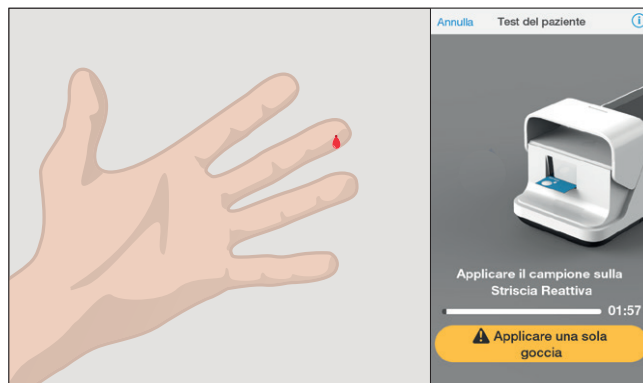 Annulla Test del paziente
Applicare il campione sulla
Striscia Reattiva
01:57
Applicare una sola
goccia